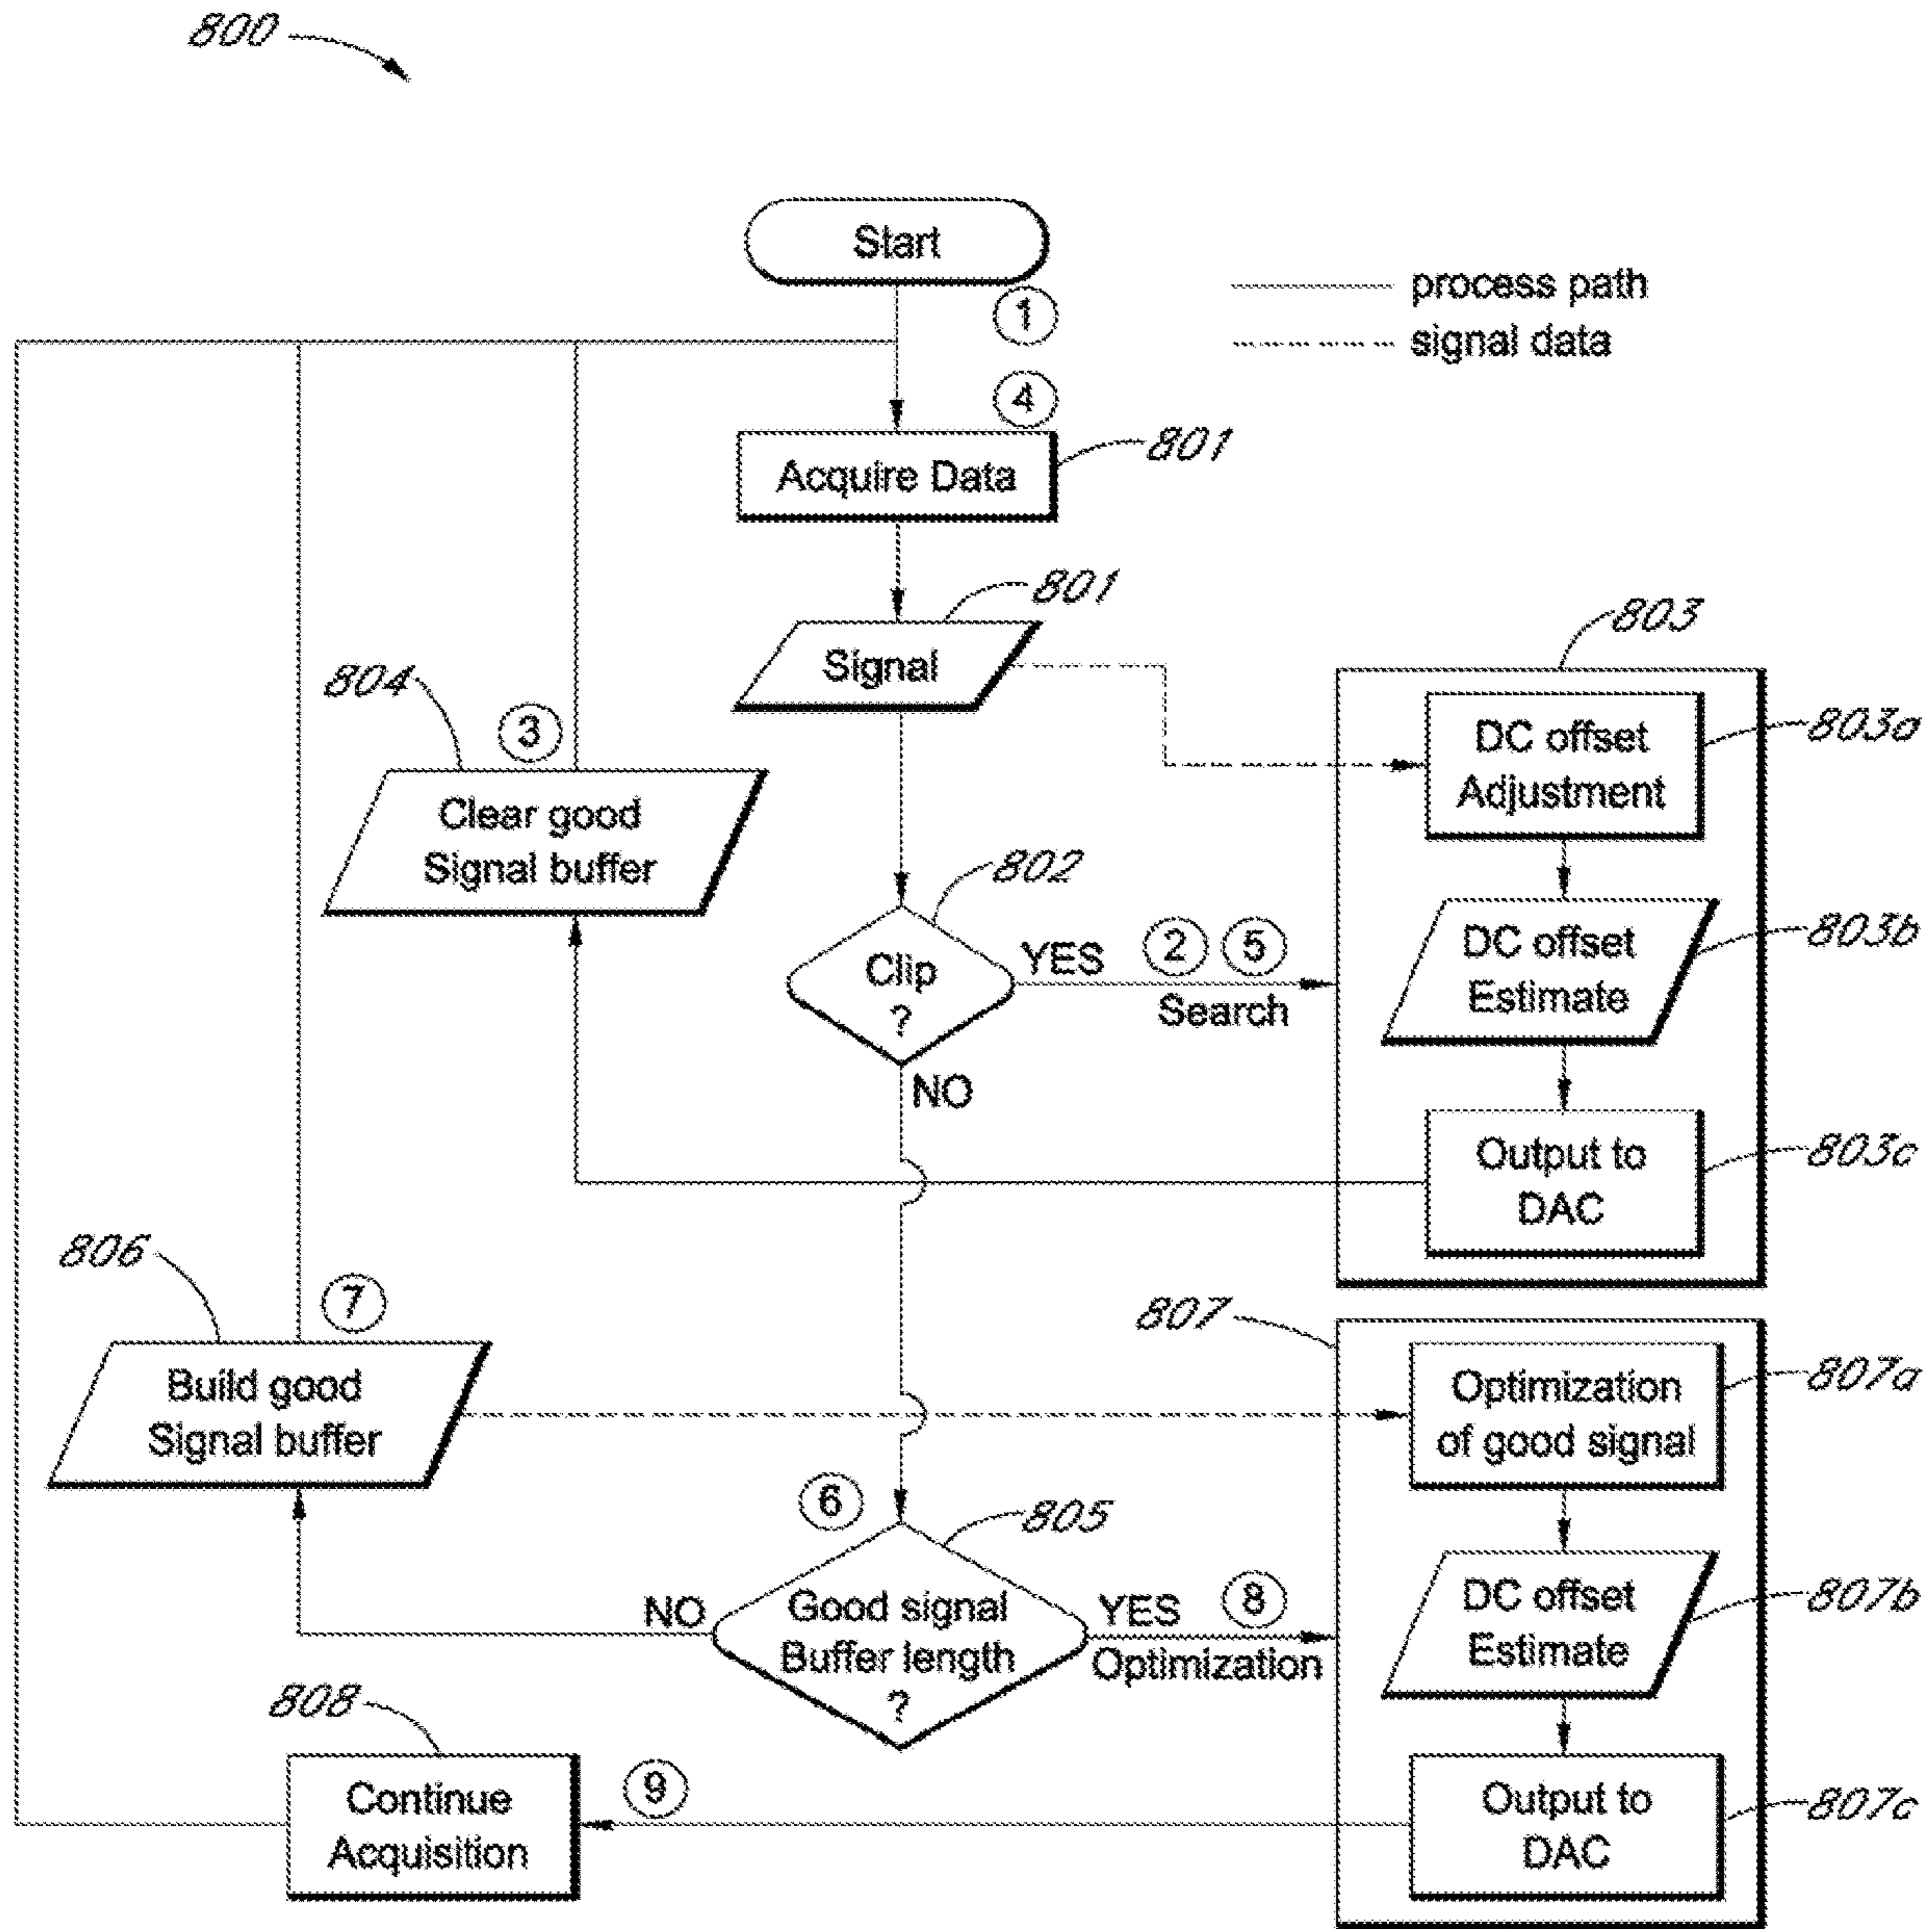 800
Start
1
process path
signal data
4
801
Acquire Data
801
Signal
803
804
3
DC offset
Adjustment
803a
Clear good
Signal buffer
802
Clip
?
YES
2
5
Search
NO
DC offset
Estimate
803b
Output to
DAC
803c
806
7
Build good
Signal buffer
807
Optimization
of good signal
807a
6
805
NO
Good signal
Buffer length
?
YES
8
Optimization
DC offset
Estimate
807b
808
Continue
Acquisition
9
Output to
DAC
807c